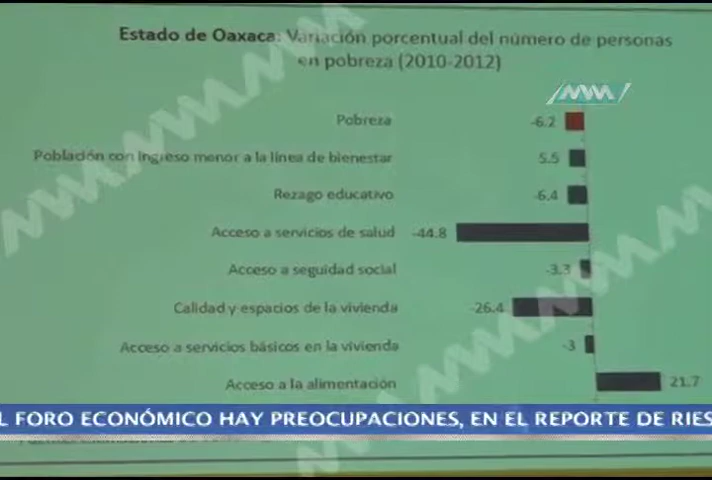 Estado de Oaxaca: Variación porcentual del número de personas
en pobreza (2010-2012)
MM
Pobreza -6.2
Población con ingreso menor a la línea de bienestar 5.5
Rezago educativo -6.4
Acceso a servicios de salud -44.8
Acceso a seguidad social -3.3
Calidad y espacios de la vivienda -26.4
Acceso a servicios básicos en la vivienda -3
Acceso a la alimentación 21.7
L FORO ECONÓMICO HAY PREOCUPACIONES, EN EL REPORTE DE RIES